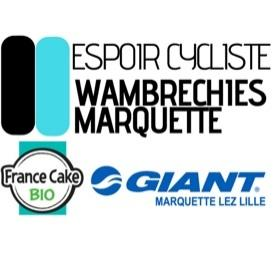 ESPOIR CYCLISTE
WAMBRECHIES
MARQUETTE
France Cake
BIO
GIANT
MARQUETTE LEZ LILLE